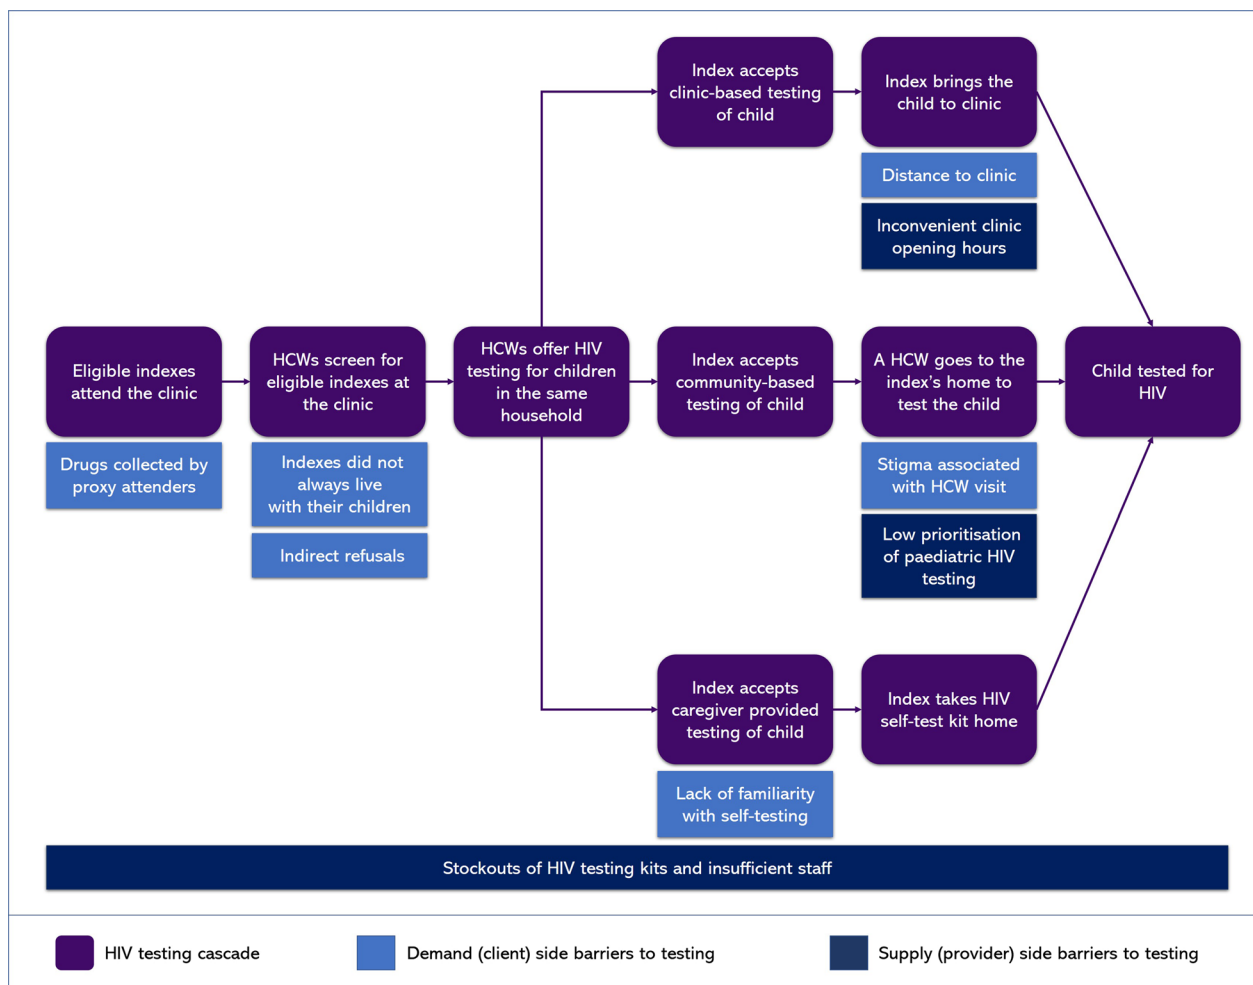 Index accepts
clinic-based testing
of child
Index brings the
child to clinic
Distance to clinic
Inconvenient clinic
opening hours
Eligible indexes
attend the clinic
Drugs collected by
proxy attenders
HCWs screen for
eligible indexes at
the clinic
Indexes did not
always live
with their children
Indirect refusals
HCWs offer HIV
testing for children
in the same
household
Index accepts
community-based
testing of child
A HCW goes to the
index's home to
test the child
Stigma associated
with HCW visit
Low prioritisation
of paediatric HIV
testing
Child tested for
HIV
Index accepts
caregiver provided
testing of child
Lack of familiarity
with self-testing
Index takes HIV
self-test kit home
Stockouts of HIV testing kits and insufficient staff
HIV testing cascade
Demand (client) side barriers to testing
Supply (provider) side barriers to testing